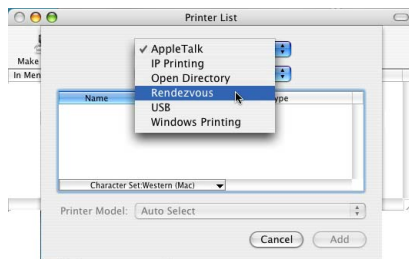 Printer List
Make
In Men
AppleTalk
IP Printing
Open Directory
Rendezvous
USB
Windows Printing
Name
ype
Character Set:Western (Mac)
Printer Model: Auto Select
Cancel Add